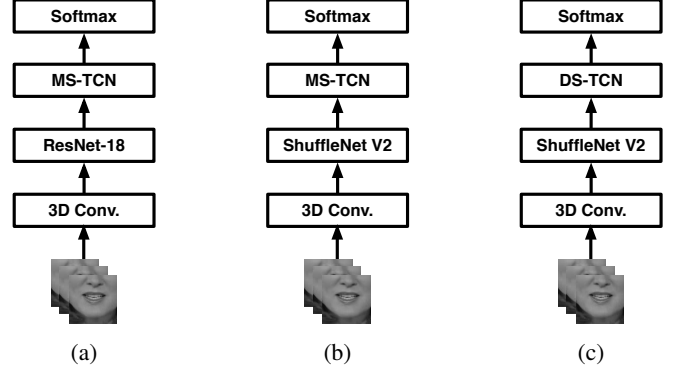 Softmax
MS-TCN
ResNet-18
3D Conv.
(a)
Softmax
MS-TCN
ShuffleNet V2
3D Conv.
(b)
Softmax
DS-TCN
ShuffleNet V2
3D Conv.
(c)